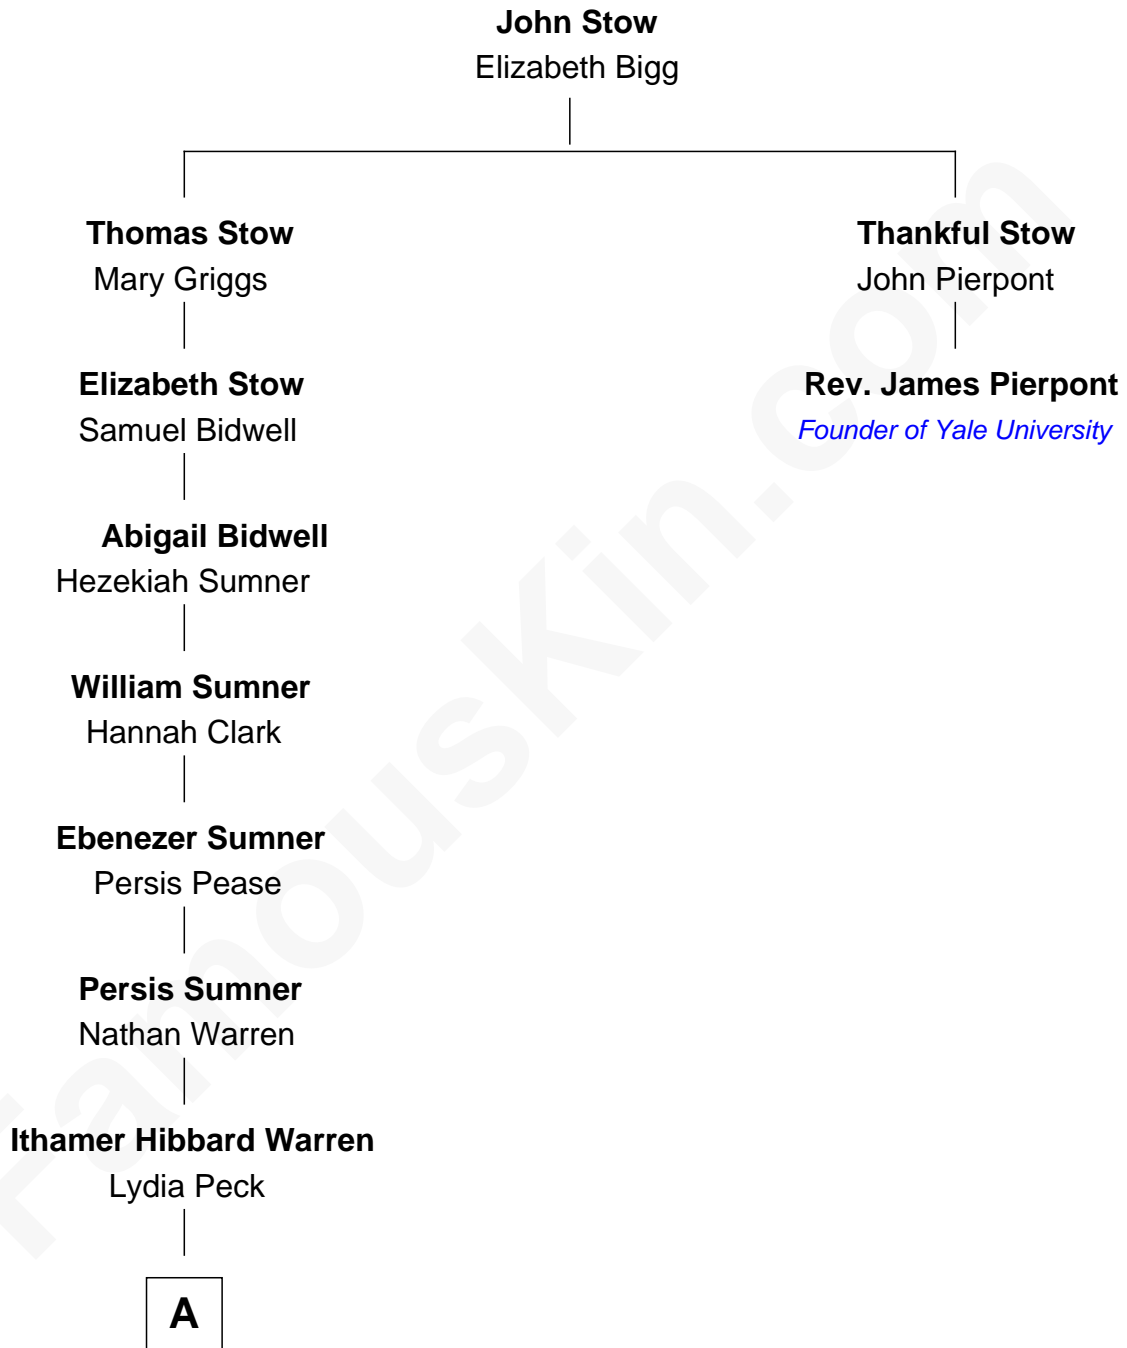 John Stow
Elizabeth Bigg
Thomas Stow
Mary Griggs
Thankful Stow
John Pierpont
Elizabeth Stow
Samuel Bidwell
Rev. James Pierpont
Founder of Yale University
Abigail Bidwell
Hezekiah Sumner
William Sumner
Hannah Clark
Ebenezer Sumner
Persis Pease
Persis Sumner
Nathan Warren
Ithamer Hibbard Warren
Lydia Peck
A
FamousKin.com